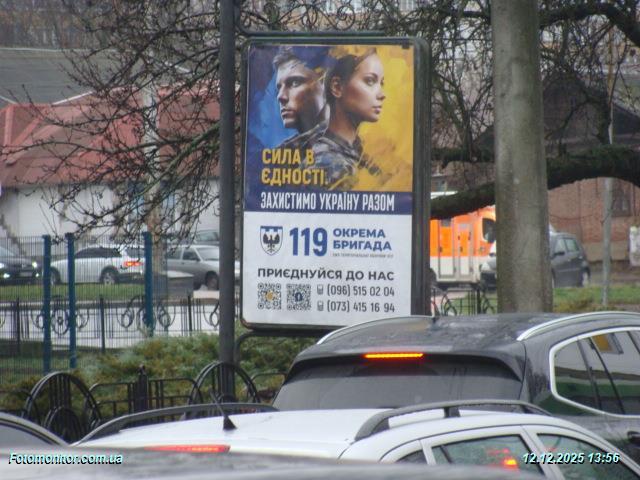 СИЛА В
ЄДНОСТІ.
ЗАХИСТИМО УКРАЇНУ РАЗОМ
119 ОКРЕМА
БРИГАДА
ПРИЄДНУЙСЯ ДО НАС
(096) 515 02 04
(073) 415 16 94
Fotomonitor.com.ua
12.12.2025 13:56